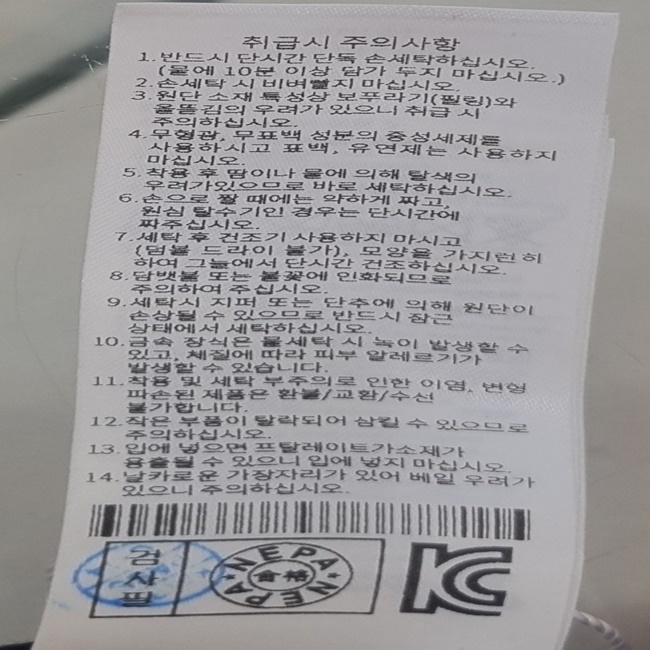 취급시 주의사항
1. 반드시 단시간 단독 손세탁하십시오.
(물에 10분 이상 담가 두지 마십시오.)
2. 손세탁 시 비벼빨지 마십시오.
3. 원단 소재 특성상 보푸라기(필링)와
올뜯김의 우려가 있으니 취급 시
주의하십시오.
4. 무형광, 무표백 성분의 중성세제를
사용하시고 표백, 유연제는 사용하지
마십시오.
5. 착용 후 땀이나 물에 의해 탈색의
우려가있으므로 바로 세탁하십시오.
6. 손으로 짤 때에는 약하게 짜고,
원심 탈수기인 경우는 단시간에
짜주십시오.
7. 세탁 후 건조기 사용하지 마시고
(텀블 드라이 불가), 모양을 가지런히
하여 그늘에서 단시간 건조하십시오.
8. 담뱃불 또는 불꽃에 인화되므로
주의하여 주십시오.
9. 세탁시 지퍼 또는 단추에 의해 원단이
손상될 수 있으므로 반드시 잠근
상태에서 세탁하십시오.
10. 금속 장식은 물세탁 시 녹이 발생할 수
있고, 체질에 따라 피부 알레르기가
발생할 수 있습니다.
11. 착용 및 세탁 부주의로 인한 이염, 변형
파손된 제품은 환불/교환/수선
불가합니다.
12. 작은 부품이 탈락되어 삼킬 수 있으므로
주의하십시오.
13. 입에 넣으면 프탈레이트가소제가
용출될 수 있으니 입에 넣지 마십시오.
14. 날카로운 가장자리가 있어 베일 우려가
있으니 주의하십시오.
검사필
NEPA
合格
NEPA
KC